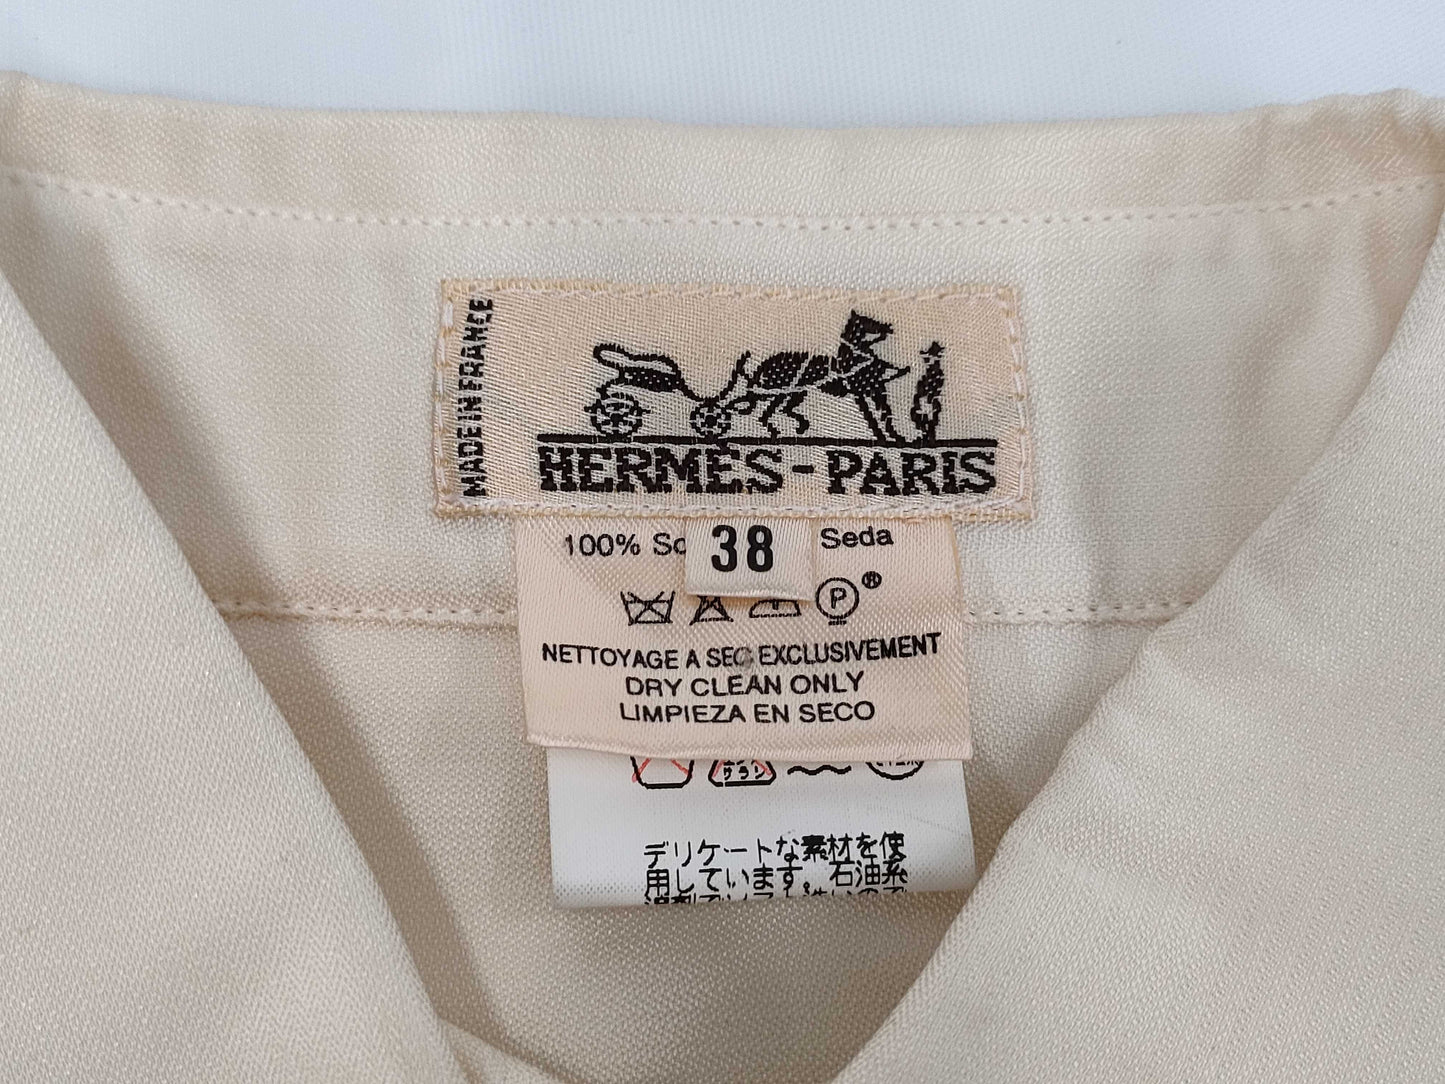 MADE IN FRANCE
HERMÈS-PARIS
100% 38 Seda
P ®
NETTOYAGE A SEC EXCLUSIVEMENT
DRY CLEAN ONLY
LIMPIEZA EN SECO
デリケートな素材を使
用しています。石油系